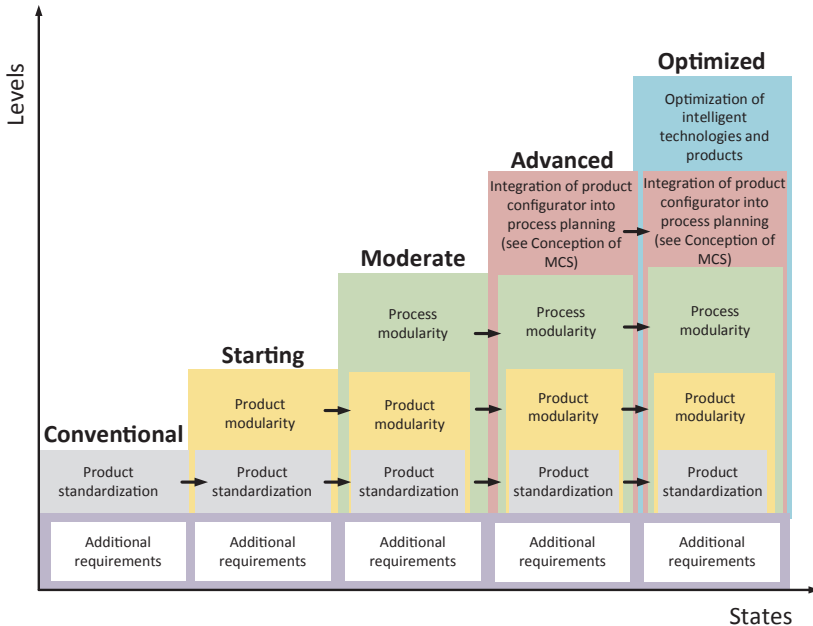 Levels
Optimized
Optimization of
intelligent
technologies and
products
Advanced
Integration of product
configurator into
process planning
(see Conception of
MCS)
Integration of product
configurator into
process planning
(see Conception of
MCS)
Moderate
Process
modularity
Process
modularity
Process
modularity
Starting
Product
modularity
Product
modularity
Product
modularity
Product
modularity
Conventional
Product
standardization
Product
standardization
Product
standardization
Product
standardization
Product
standardization
Additional
requirements
Additional
requirements
Additional
requirements
Additional
requirements
Additional
requirements
States